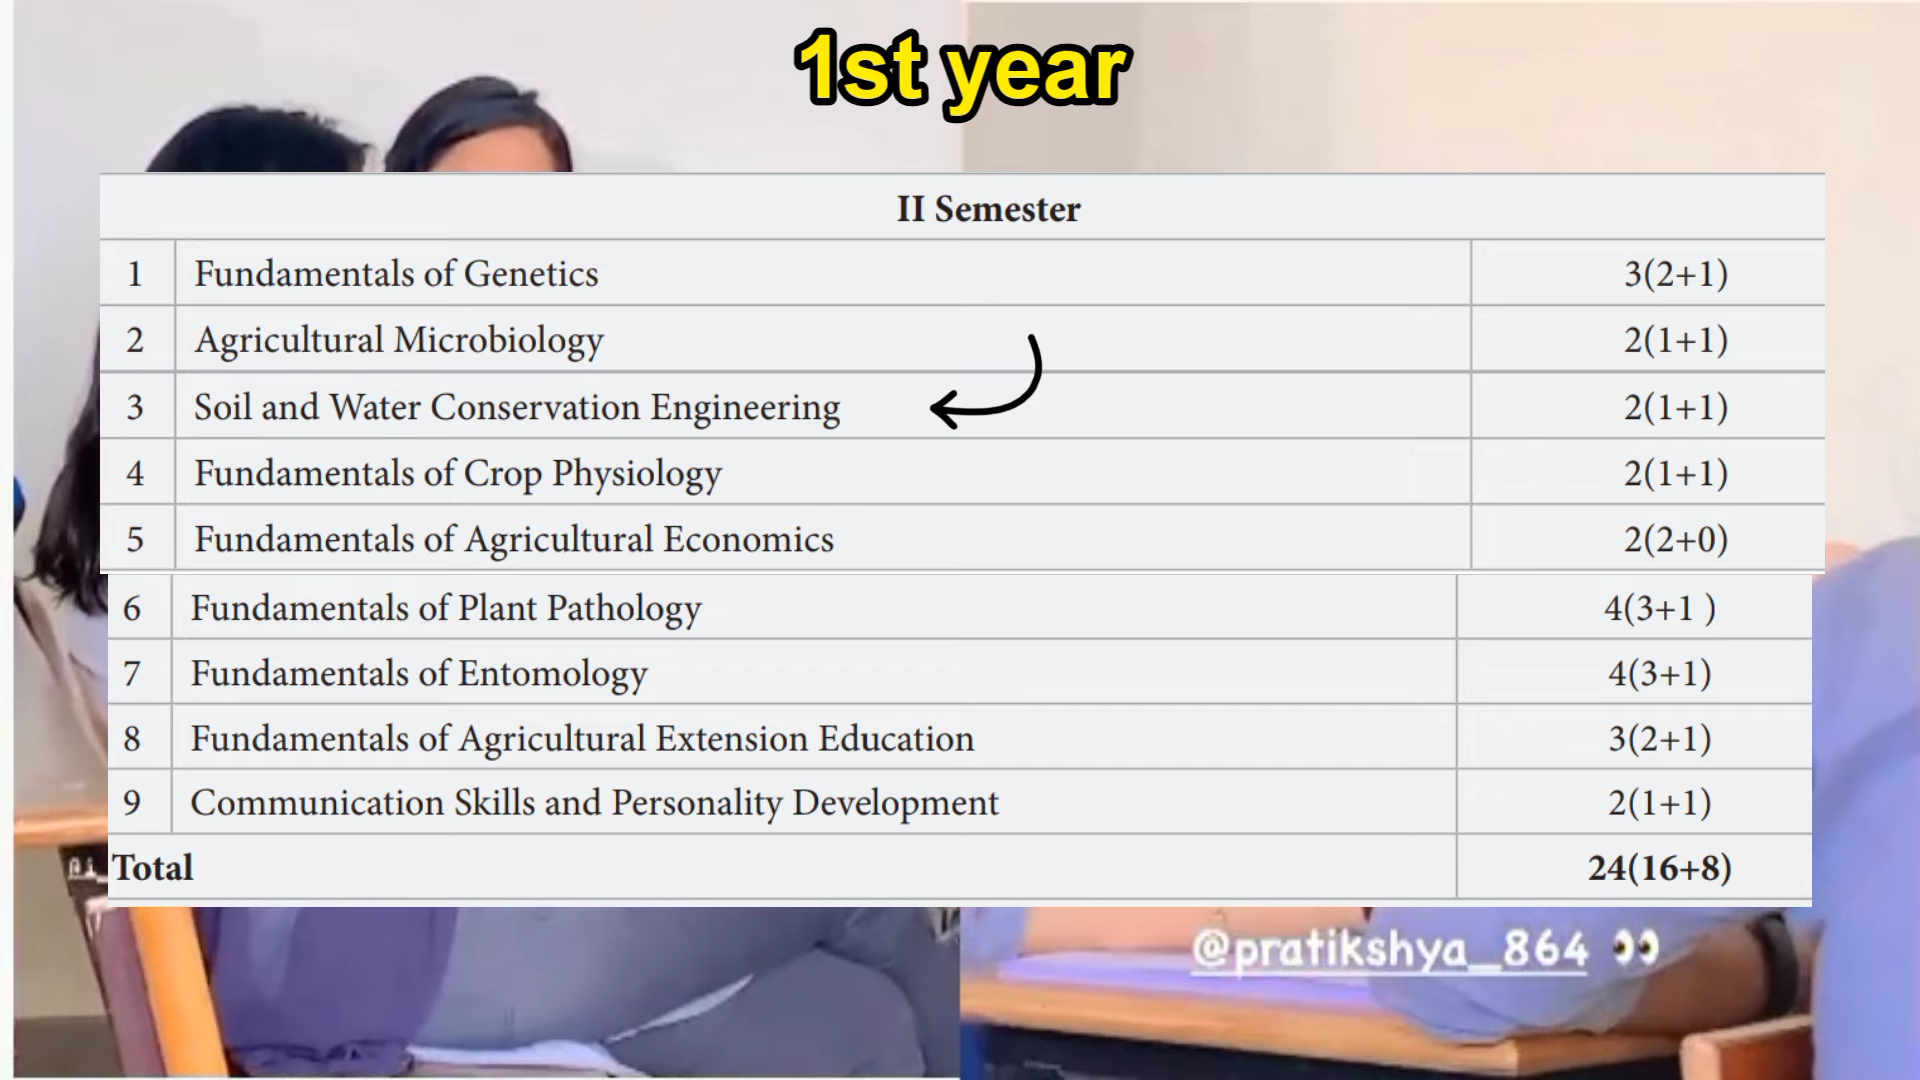 1st year
II Semester
1 Fundamentals of Genetics 3(2+1)
2 Agricultural Microbiology 2(1+1)
3 Soil and Water Conservation Engineering 2(1+1)
4 Fundamentals of Crop Physiology 2(1+1)
5 Fundamentals of Agricultural Economics 2(2+0)
6 Fundamentals of Plant Pathology 4(3+1 )
7 Fundamentals of Entomology 4(3+1)
8 Fundamentals of Agricultural Extension Education 3(2+1)
9 Communication Skills and Personality Development 2(1+1)
Total 24(16+8)
@pratikshya_864 👀